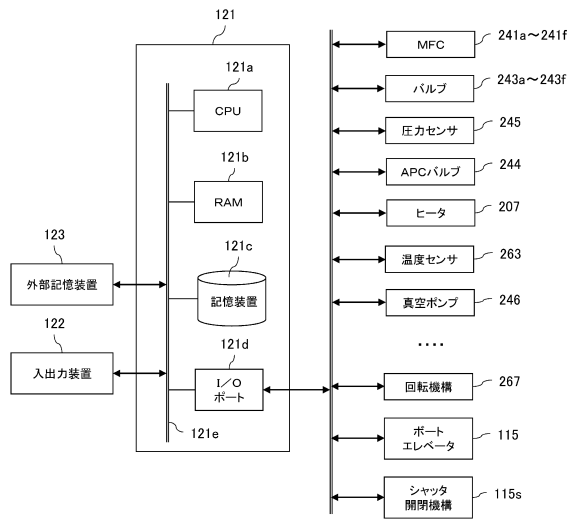 121
121a
CPU
121b
RAM
121c
記憶装置
121d
I/O
ポート
121e
123
外部記憶装置
122
入出力装置
MFC
241a～241f
バルブ
243a～243f
圧力センサ
245
APCバルブ
244
ヒータ
207
温度センサ
263
真空ポンプ
246
････
回転機構
267
ボート
エレベータ
115
シャッタ
開閉機構
115s